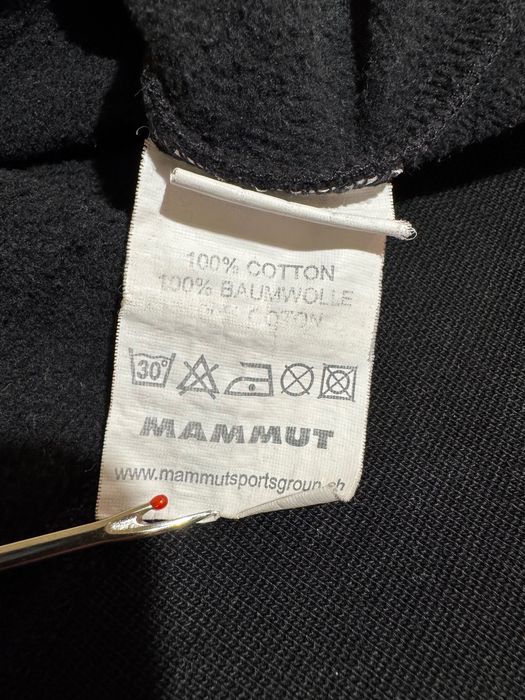 100% COTTON
100% BAUMWOLLE
30°
MAMMUT
www.mammutsportsgroup.ch